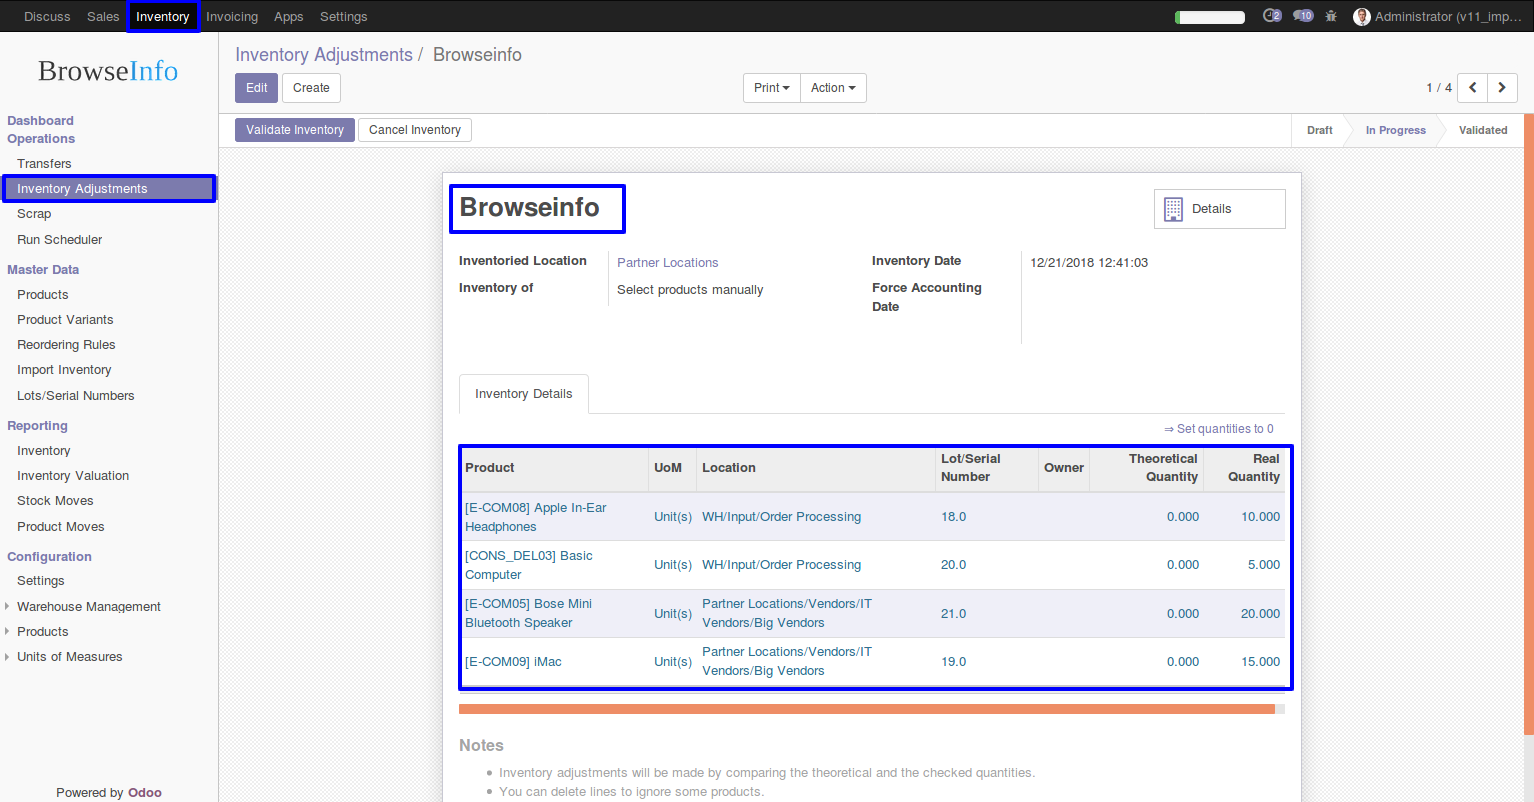 Discuss Sales Inventory Invoicing Apps Settings 2 10 Administrator (v11_imp...
BrowseInfo
Dashboard
Operations
Transfers
Inventory Adjustments
Scrap
Run Scheduler
Master Data
Products
Product Variants
Reordering Rules
Import Inventory
Lots/Serial Numbers
Reporting
Inventory
Inventory Valuation
Stock Moves
Product Moves
Configuration
Settings
Warehouse Management
Products
Units of Measures
Powered by Odoo
Inventory Adjustments / Browseinfo
Edit Create Print Action 1 / 4
Validate Inventory Cancel Inventory Draft In Progress Validated
Browseinfo
Details
Inventoried Location Partner Locations
Inventory of Select products manually
Inventory Date 12/21/2018 12:41:03
Force Accounting
Date
Inventory Details
⇒ Set quantities to 0
Product UoM Location Lot/Serial Number Owner Theoretical Quantity Real Quantity
[E-COM08] Apple In-Ear Headphones Unit(s) WH/Input/Order Processing 18.0 0.000 10.000
[CONS_DEL03] Basic Computer Unit(s) WH/Input/Order Processing 20.0 0.000 5.000
[E-COM05] Bose Mini Bluetooth Speaker Unit(s) Partner Locations/Vendors/IT Vendors/Big Vendors 21.0 0.000 20.000
[E-COM09] iMac Unit(s) Partner Locations/Vendors/IT Vendors/Big Vendors 19.0 0.000 15.000
Notes
Inventory adjustments will be made by comparing the theoretical and the checked quantities.
You can delete lines to ignore some products.